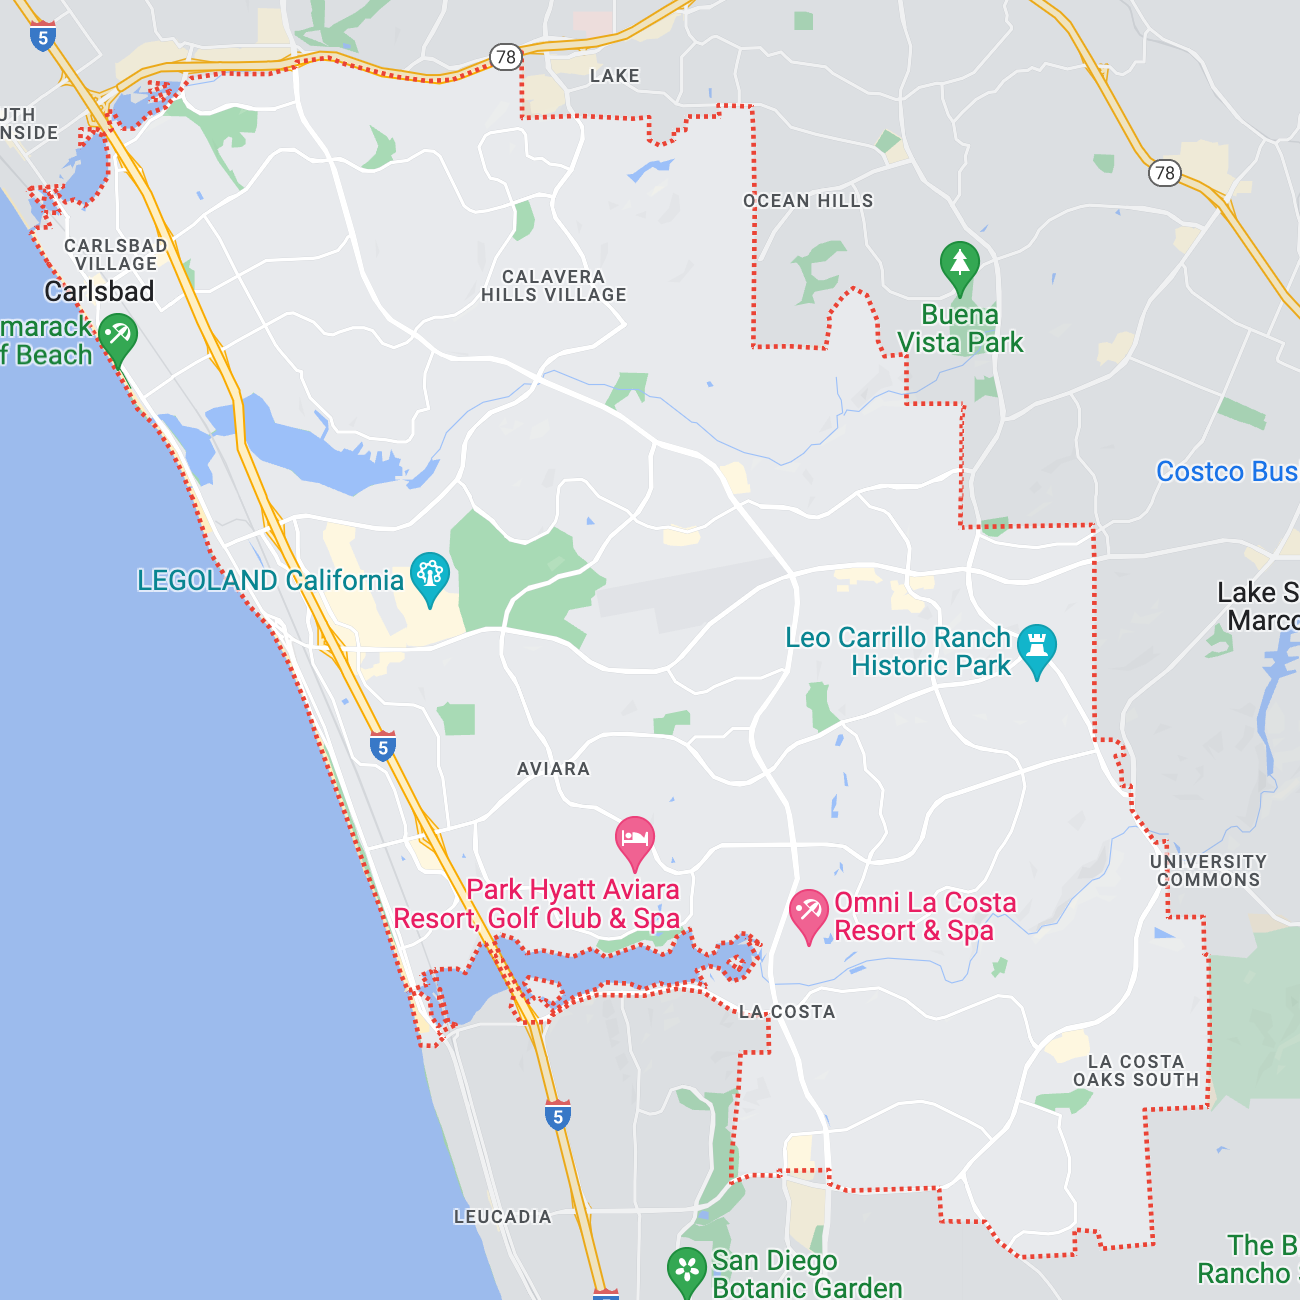 5
78
LAKE
UTH
NSIDE
78
OCEAN HILLS
CARLSBAD
VILLAGE
Carlsbad
CALAVERA
HILLS VILLAGE
marack
f Beach
Buena
Vista Park
Costco Bus
LEGOLAND California
Lake S
Marco
Leo Carrillo Ranch
Historic Park
5
AVIARA
UNIVERSITY
COMMONS
Park Hyatt Aviara
Resort, Golf Club & Spa
Omni La Costa
Resort & Spa
LA COSTA
LA COSTA
OAKS SOUTH
5
LEUCADIA
The B
Rancho
San Diego
Botanic Garden